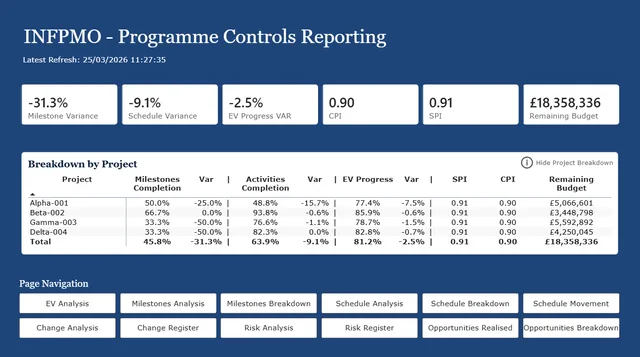 INFPMO - Programme Controls Reporting
Latest Refresh: 25/03/2026 11:27:35
-31.3% -9.1% -2.5% 0.90 0.91 £18,358,336
Milestone Variance Schedule Variance EV Progress VAR CPI SPI Remaining Budget
Breakdown by Project
Hide Project Breakdown
Project Milestones Completion Var | Activities Completion Var | EV Progress Var | SPI CPI Remaining Budget
Alpha-001 50.0% -25.0% | 48.8% -15.7% | 77.4% -7.5% | 0.91 0.90 £5,066,601
Beta-002 66.7% 0.0% | 93.8% -0.6% | 85.9% -0.6% | 0.91 0.90 £3,448,798
Gamma-003 33.3% -50.0% | 76.6% -1.1% | 78.7% -1.5% | 0.91 0.90 £5,592,892
Delta-004 33.3% -50.0% | 82.3% 0.0% | 82.8% -0.7% | 0.91 0.90 £4,250,045
Total 45.8% -31.3% | 63.9% -9.1% | 81.2% -2.5% | 0.91 0.90 £18,358,336
Page Navigation
EV Analysis Milestones Analysis Milestones Breakdown Schedule Analysis Schedule Breakdown Schedule Movement
Change Analysis Change Register Risk Analysis Risk Register Opportunities Realised Opportunities Breakdown